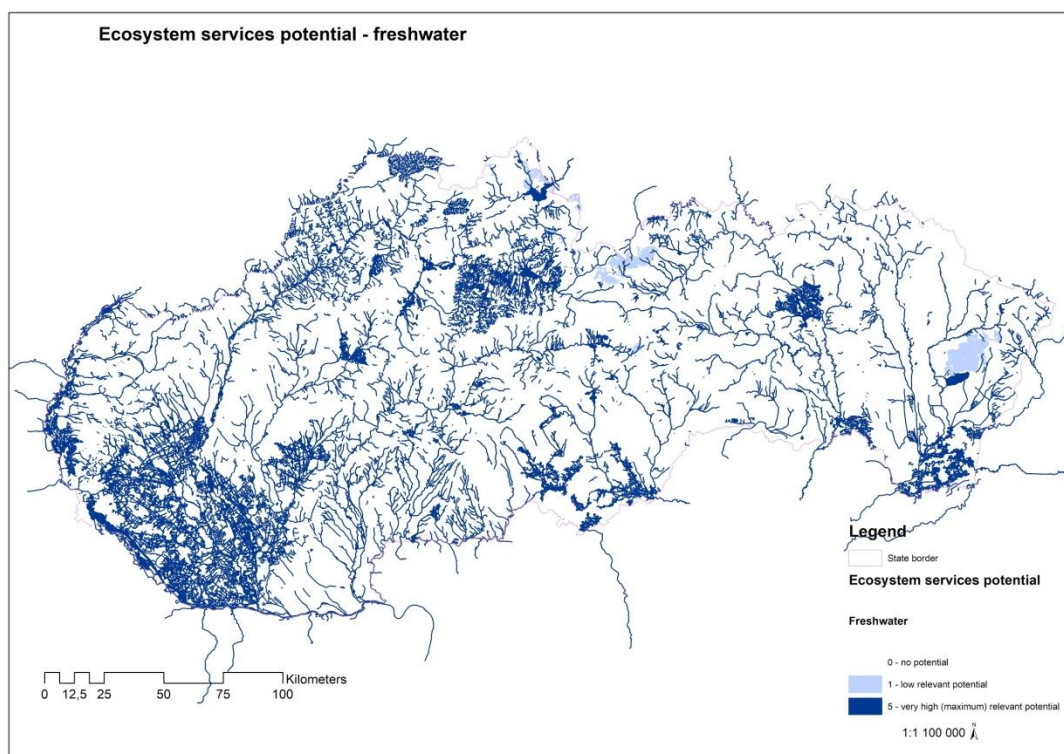 Ecosystem services potential - freshwater
Legend
State border
Ecosystem services potential
Freshwater
0 - no potential
1 - low relevant potential
5 - very high (maximum) relevant potential
1:1 100 000 N
Kilometers
0 12,5 25 50 75 100